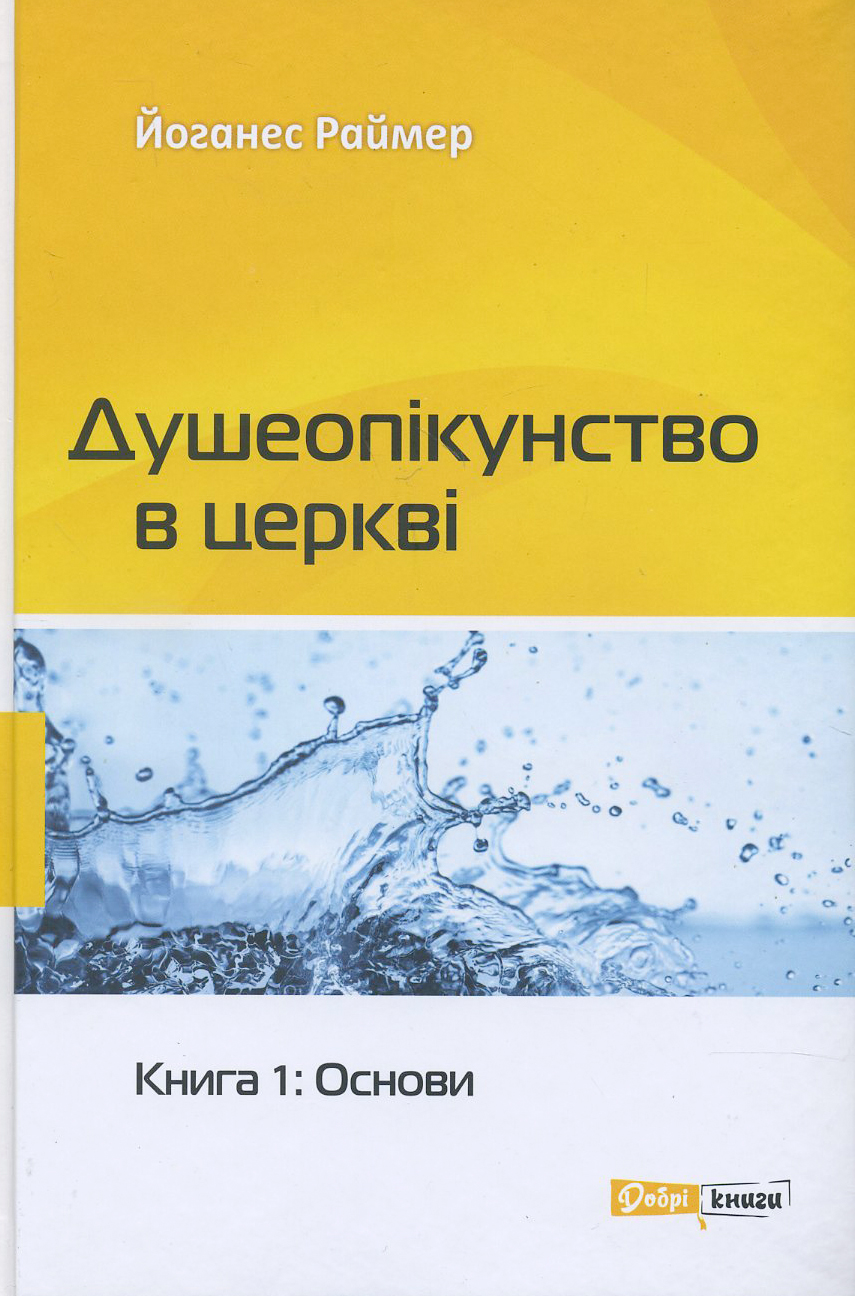 Йоганес Раймер
Душеопікунство
в церкві
Книга 1: Основи
Добрі книги